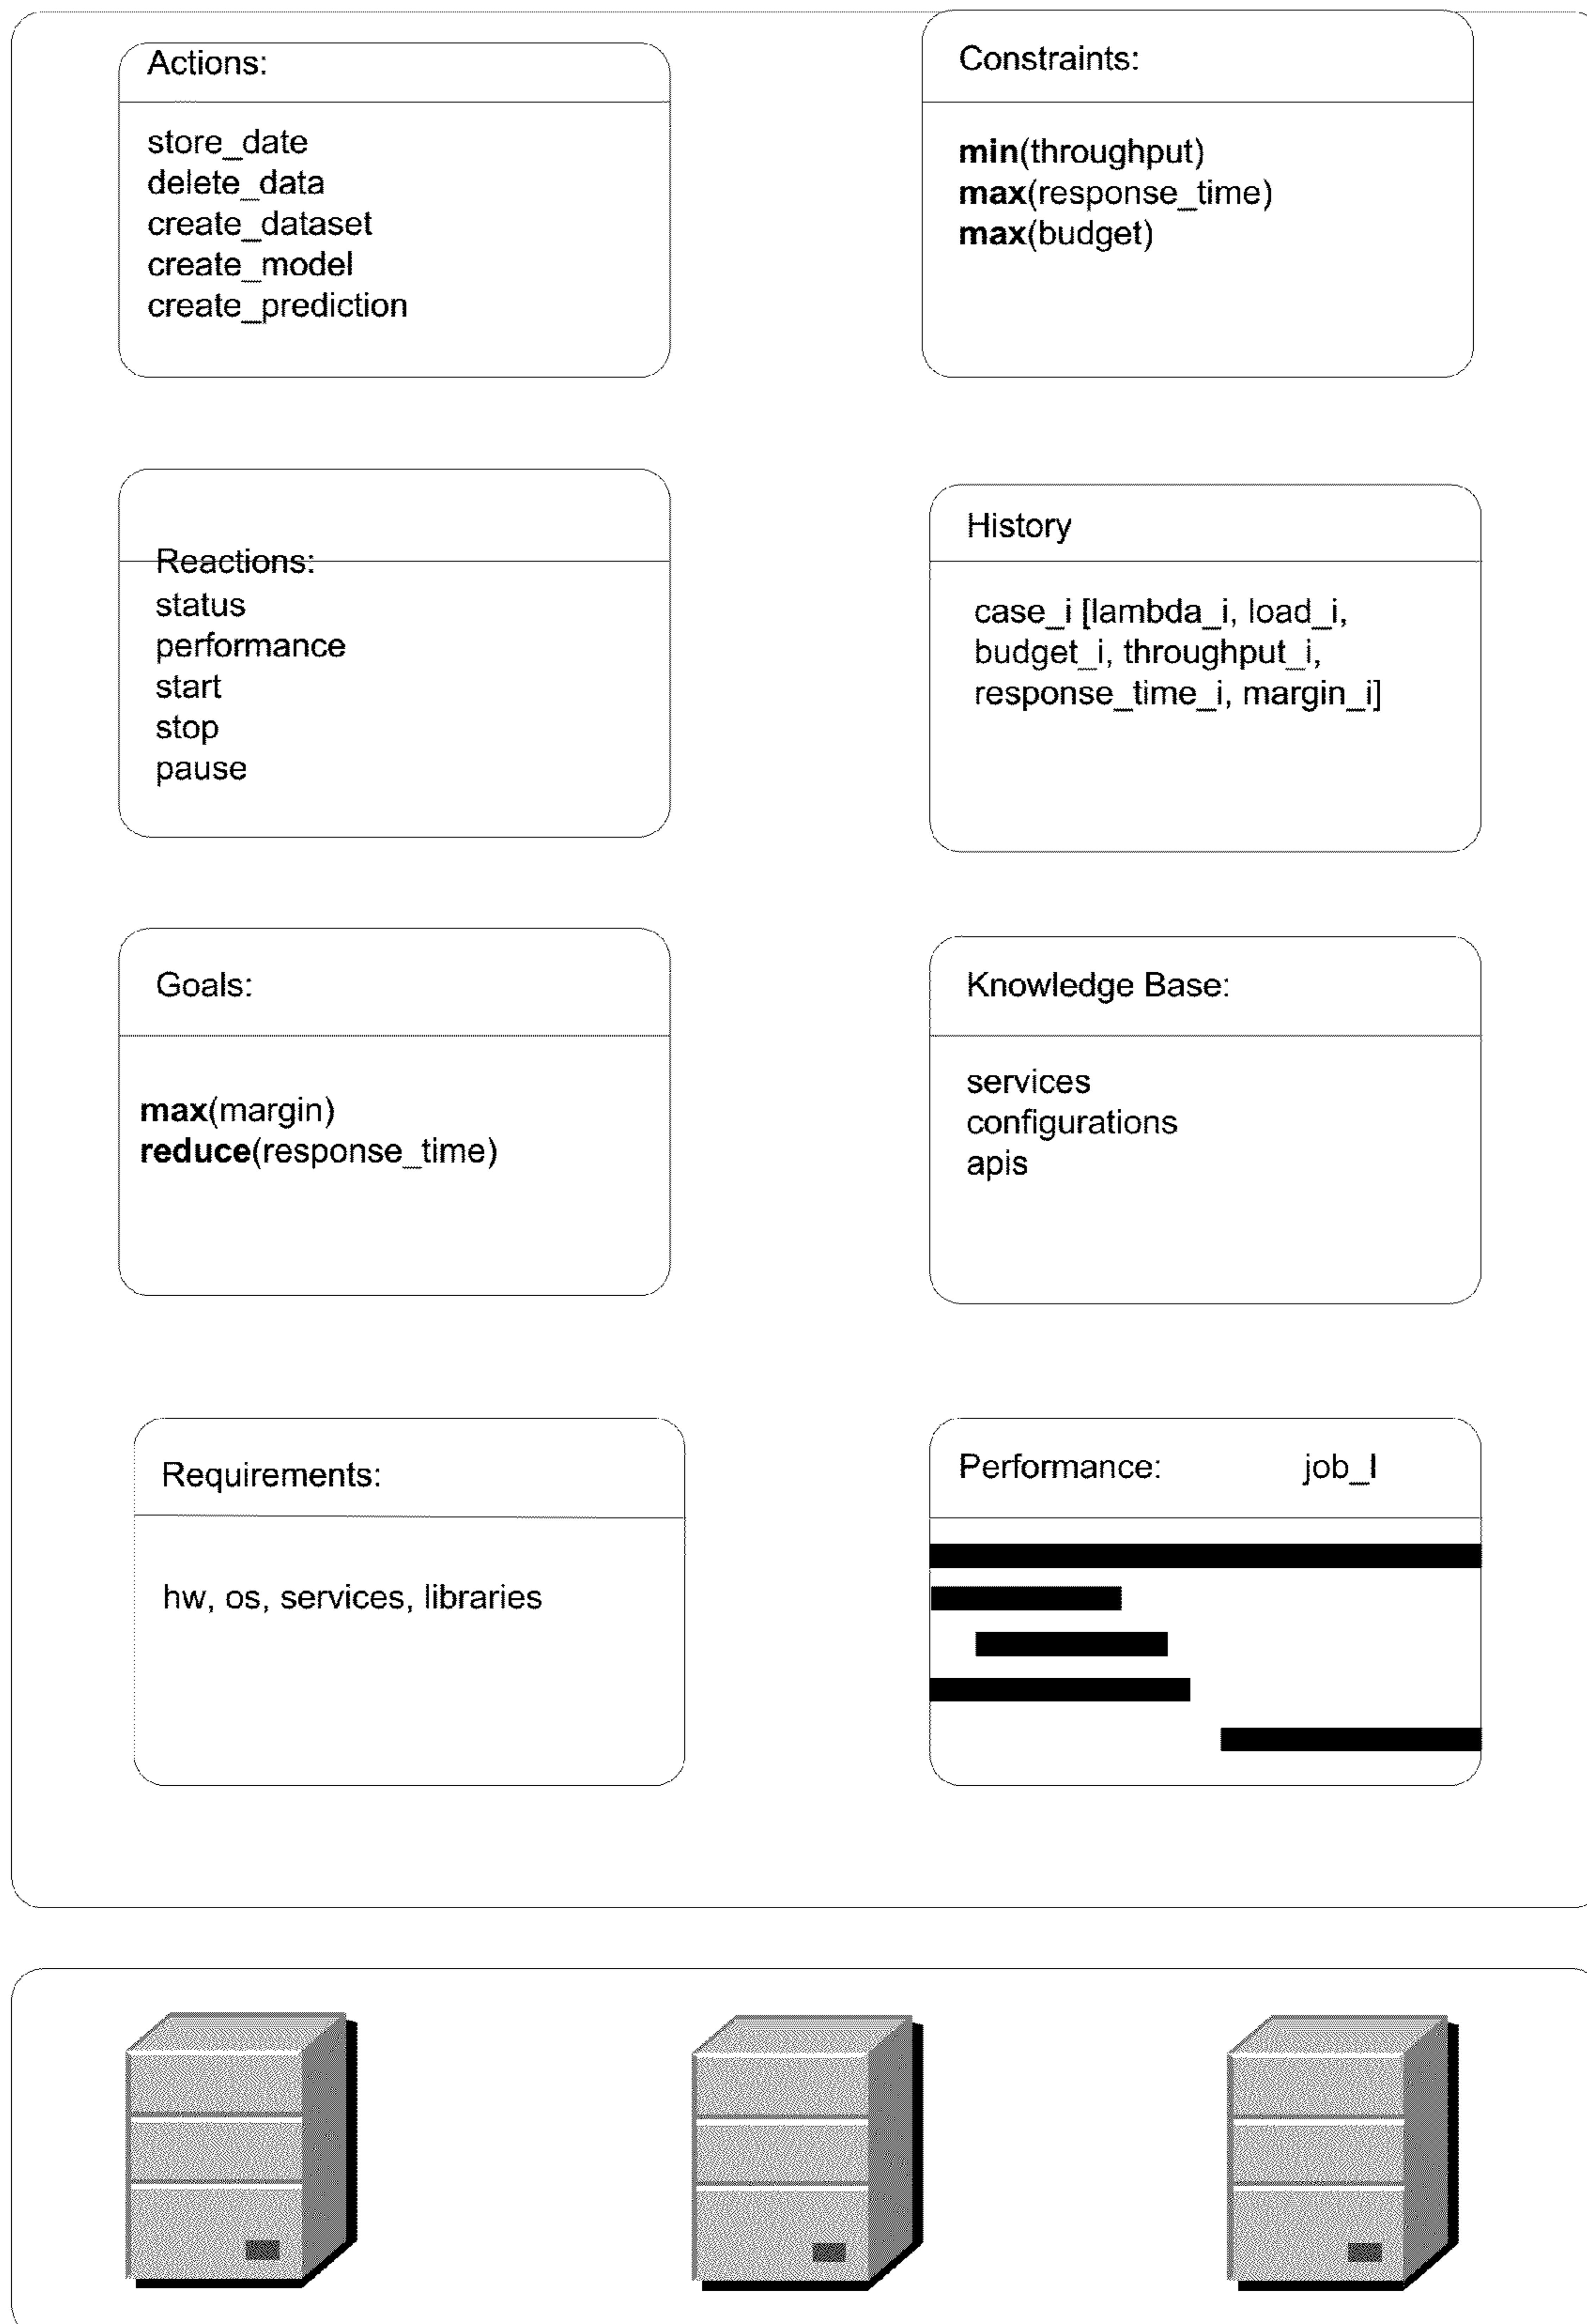 Actions:
store_date
delete_data
create_dataset
create_model
create_prediction
Constraints:
min(throughput)
max(response_time)
max(budget)
Reactions:
status
performance
start
stop
pause
History
case_i [lambda_i, load_i,
budget_i, throughput_i,
response_time_i, margin_i]
Goals:
max(margin)
reduce(response_time)
Knowledge Base:
services
configurations
apis
Requirements:
hw, os, services, libraries
Performance: job_I